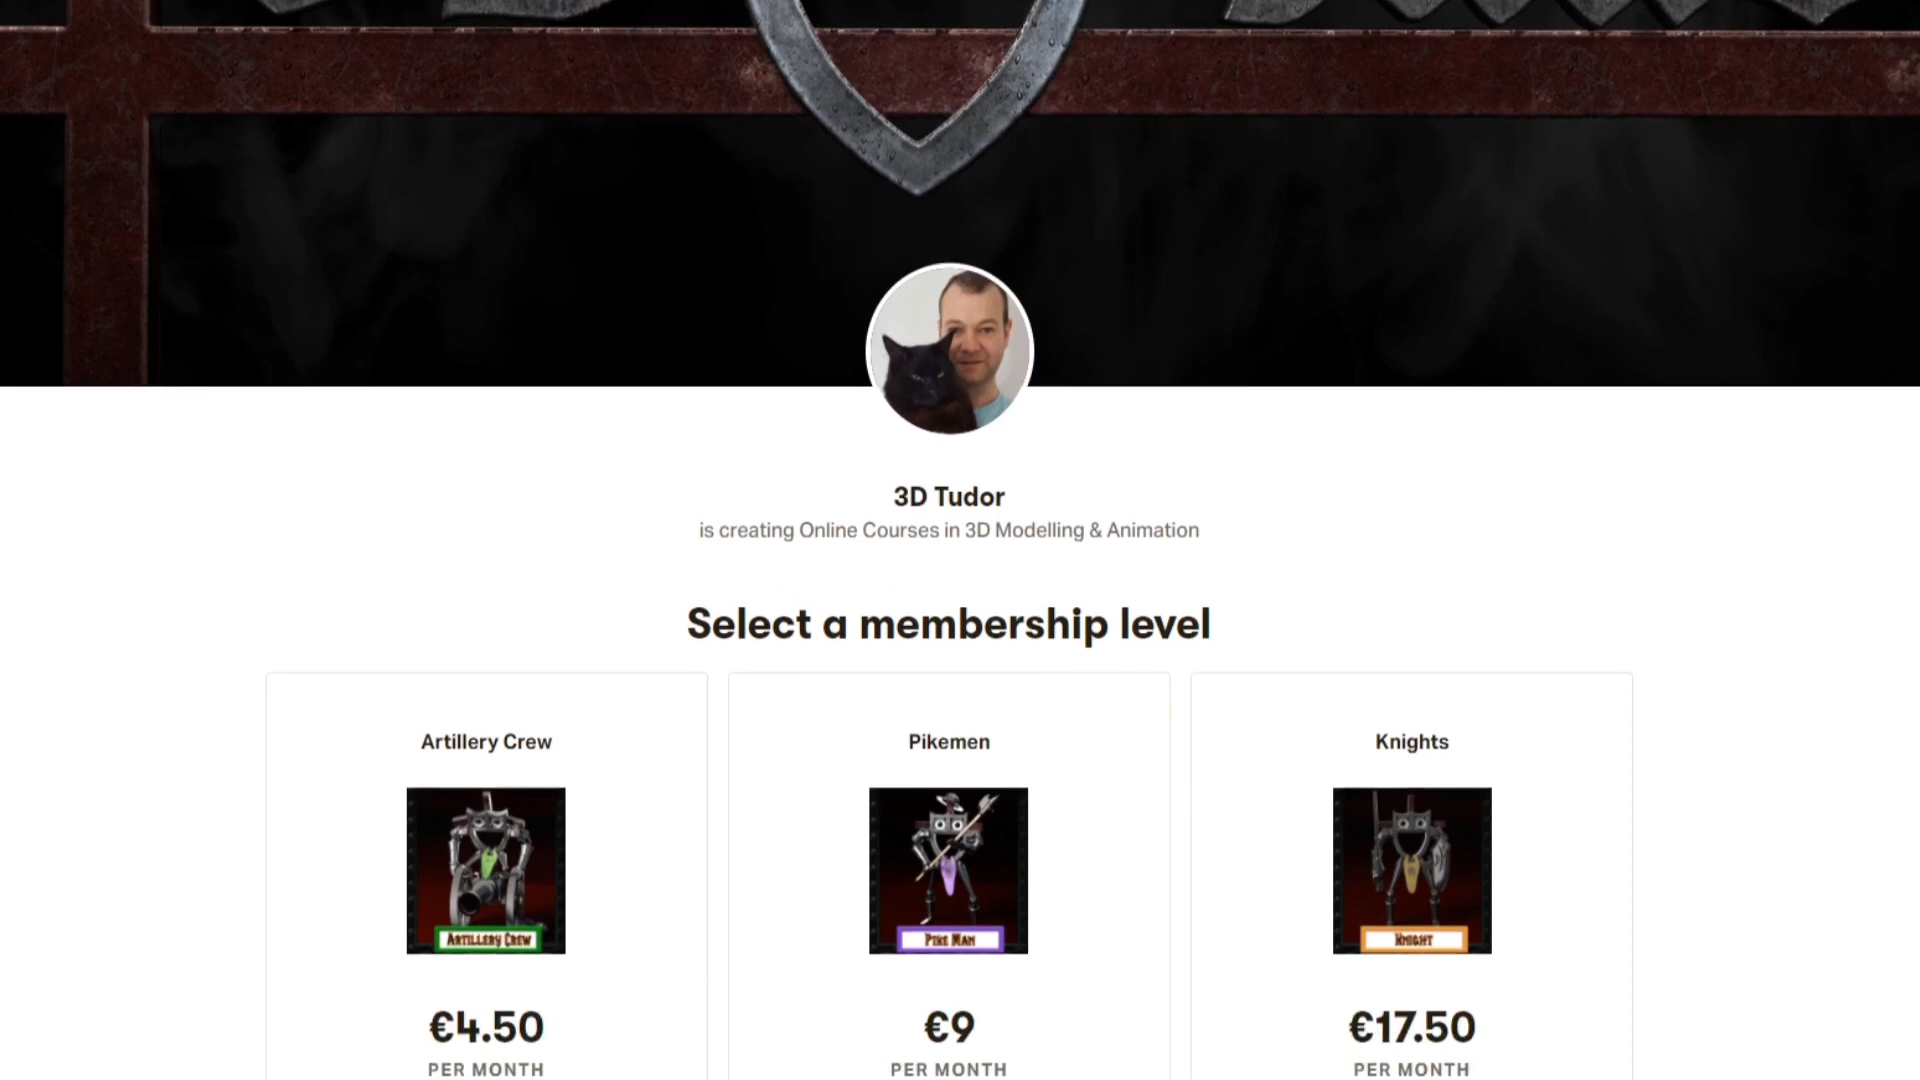 3D Tudor
is creating Online Courses in 3D Modelling & Animation
Select a membership level
Artillery Crew
Pikemen
Knights
Artillery Crew
Pike Man
Knight
€4.50
€9
€17.50
PER MONTH
PER MONTH
PER MONTH